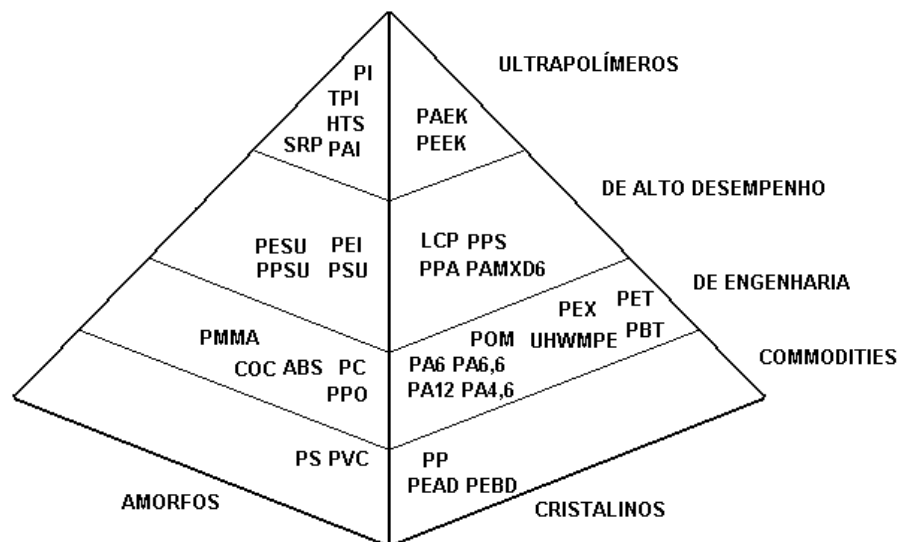 ULTRAPOLÍMEROS
PI
TPI
HTS
SRP PAI
PAEK
PEEK
DE ALTO DESEMPENHO
PESU PEI
PPSU PSU
LCP PPS
PPA PAMXD6
DE ENGENHARIA
PMMA
COC ABS PC
PPO
PEX PET
POM UHWMPE PBT
PA6 PA6,6
PA12 PA4,6
COMMODITIES
PS PVC
PP
PEAD PEBD
AMORFOS
CRISTALINOS